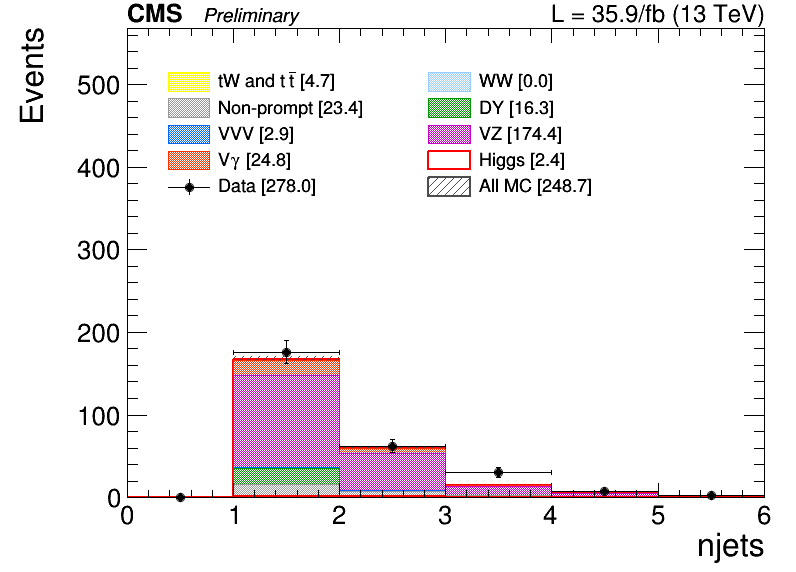 CMS Preliminary L = 35.9/fb (13 TeV)
Events
500
400
300
200
100
0
tW and t t̄ [4.7]
WW [0.0]
Non-prompt [23.4]
DY [16.3]
VVV [2.9]
VZ [174.4]
Vγ [24.8]
Higgs [2.4]
Data [278.0]
All MC [248.7]
0 1 2 3 4 5 6
njets